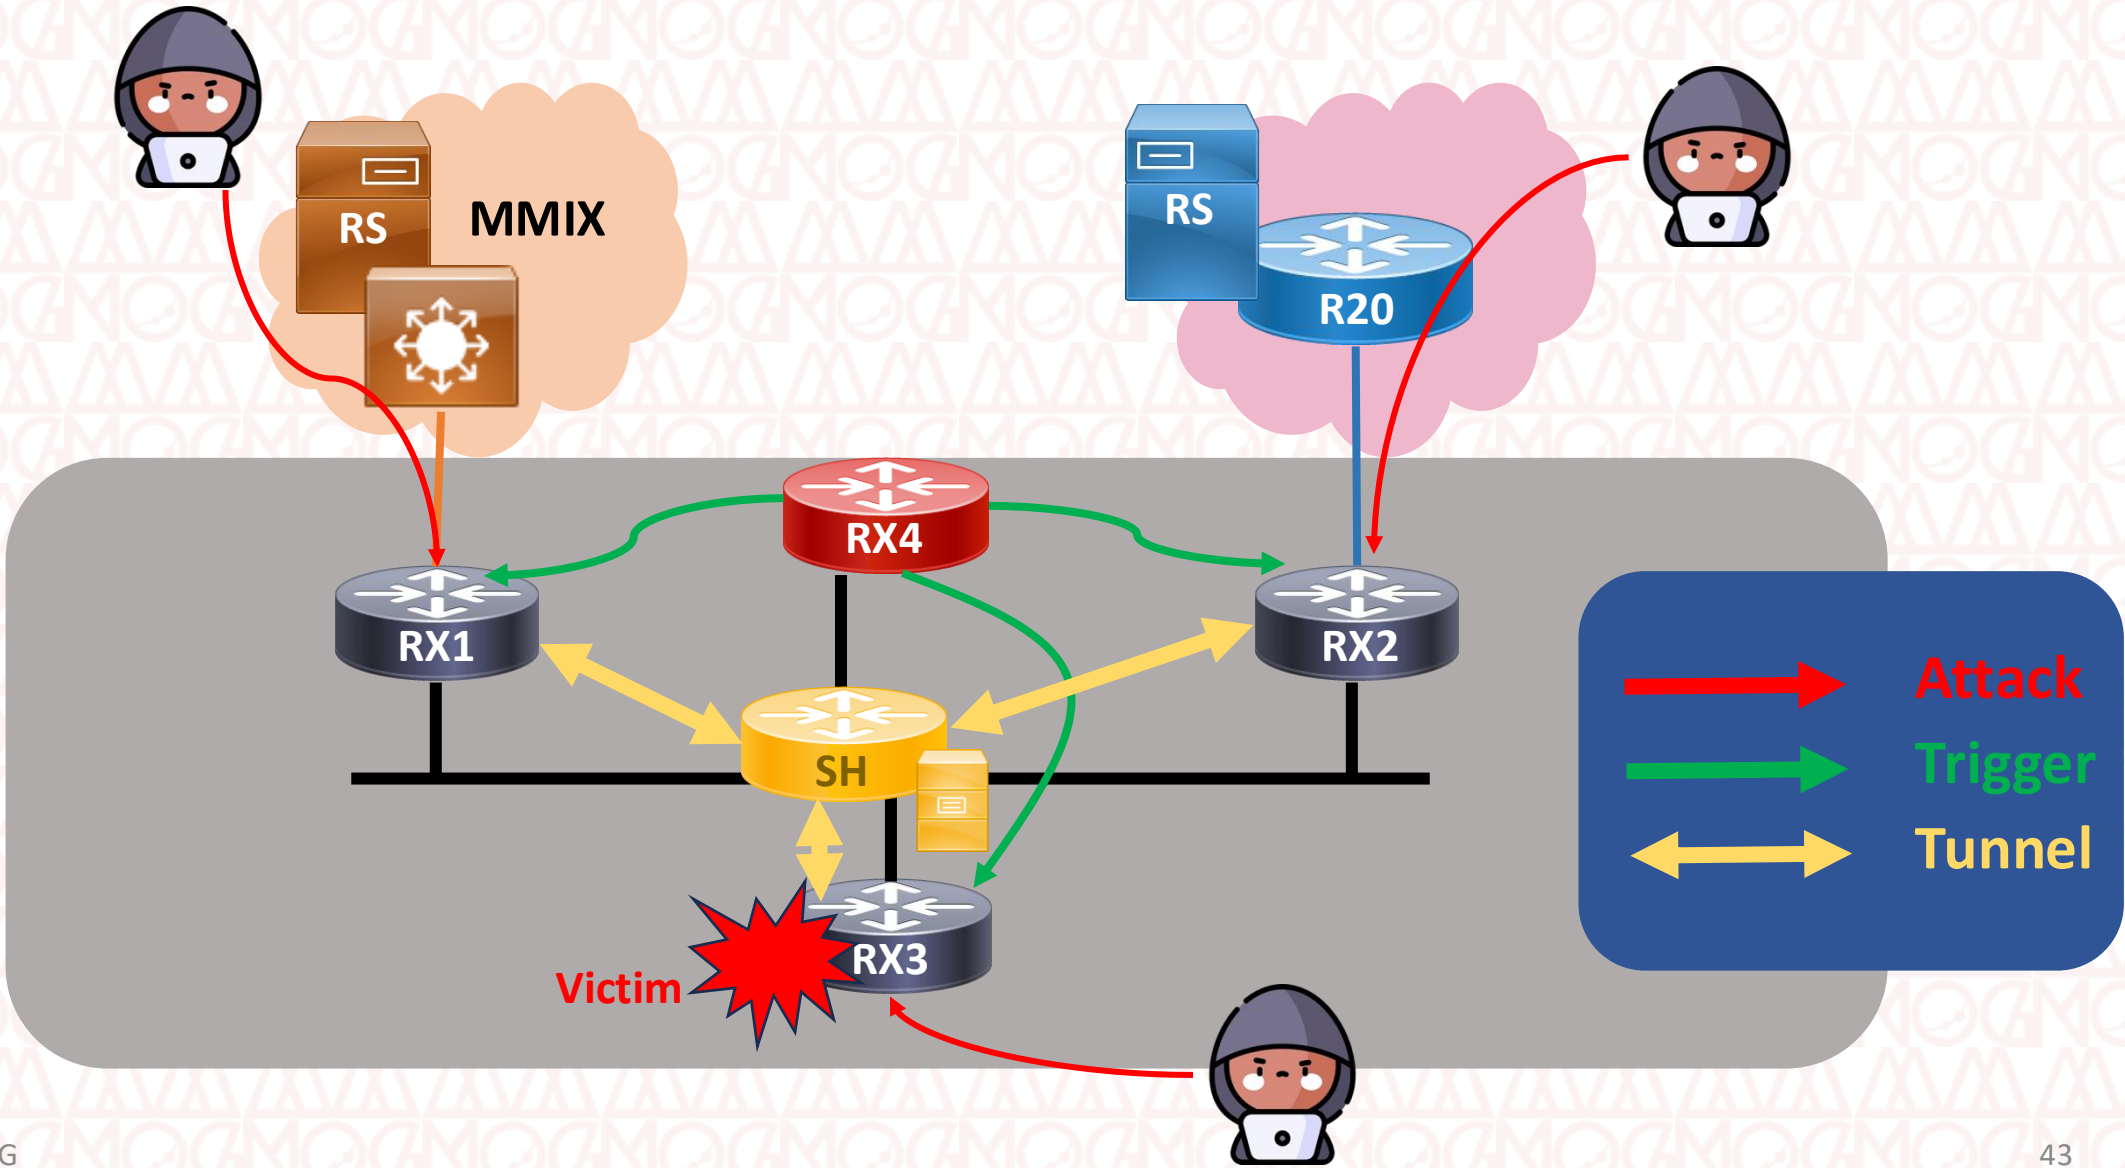 RS
MMIX
RS
R20
RX4
RX1
RX2
Attack
SH
Trigger
Tunnel
RX3
Victim
G
43